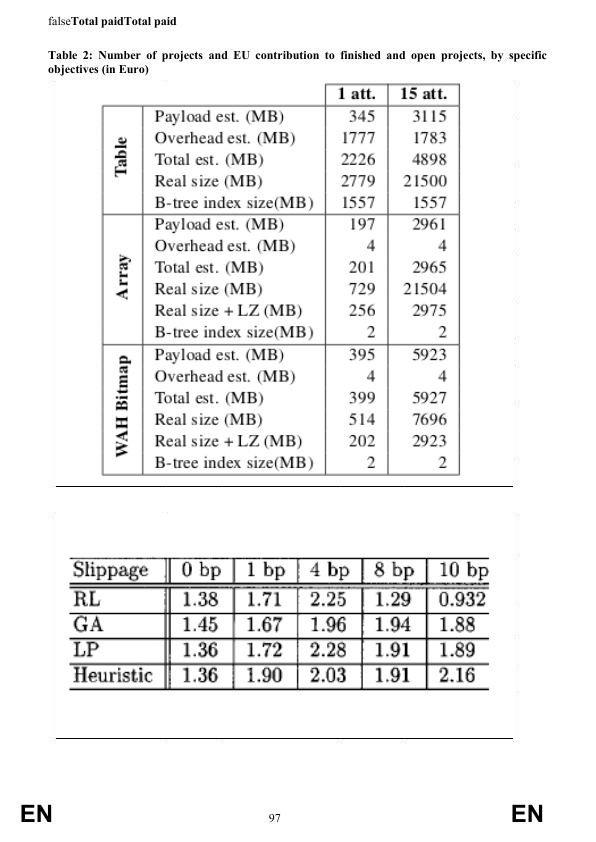 falseTotal paidTotal paid
Table 2: Number of projects and EU contribution to finished and open projects, by specific
objectives (in Euro)
1 att. 15 att.
Table
Payload est. (MB) 345 3115
Overhead est. (MB) 1777 1783
Total est. (MB) 2226 4898
Real size (MB) 2779 21500
B-tree index size(MB) 1557 1557
Array
Payload est. (MB) 197 2961
Overhead est. (MB) 4 4
Total est. (MB) 201 2965
Real size (MB) 729 21504
Real size + LZ (MB) 256 2975
B-tree index size(MB) 2 2
WAH Bitmap
Payload est. (MB) 395 5923
Overhead est. (MB) 4 4
Total est. (MB) 399 5927
Real size (MB) 514 7696
Real size + LZ (MB) 202 2923
B-tree index size(MB) 2 2
Slippage 0 bp 1 bp 4 bp 8 bp 10 bp
RL 1.38 1.71 2.25 1.29 0.932
GA 1.45 1.67 1.96 1.94 1.88
LP 1.36 1.72 2.28 1.91 1.89
Heuristic 1.36 1.90 2.03 1.91 2.16
EN 97 EN